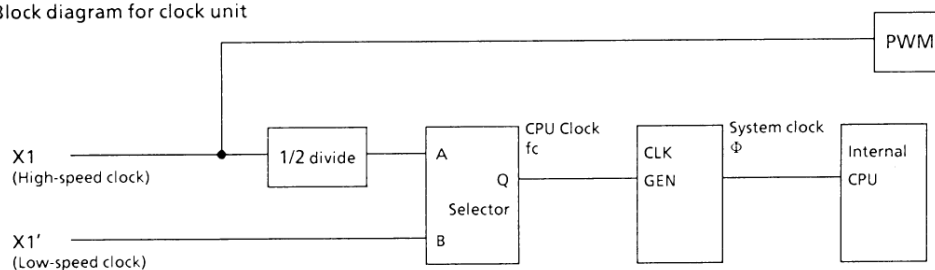 Block diagram for clock unit
PWM
X1
(High-speed clock)
1/2 divide
A
Q
Selector
B
CPU Clock
fc
CLK
GEN
System clock
Φ
Internal
CPU
X1'
(Low-speed clock)